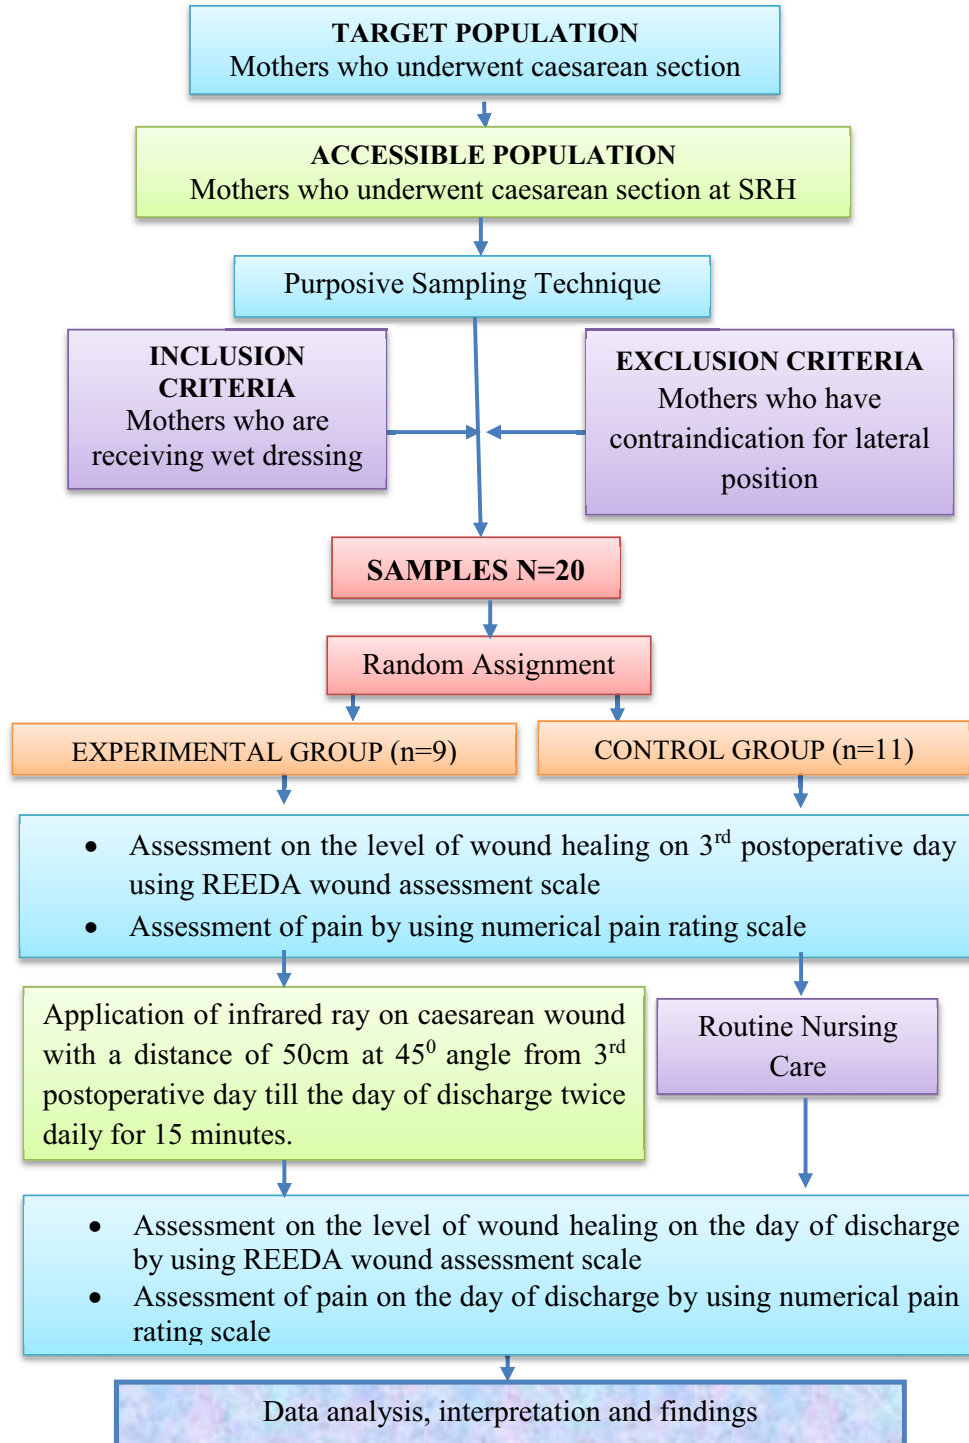 TARGET POPULATION
Mothers who underwent caesarean section
ACCESSIBLE POPULATION
Mothers who underwent caesarean section at SRH
Purposive Sampling Technique
INCLUSION
CRITERIA
Mothers who are
receiving wet dressing
EXCLUSION CRITERIA
Mothers who have
contraindication for lateral
position
SAMPLES N=20
Random Assignment
EXPERIMENTAL GROUP (n=9)
CONTROL GROUP (n=11)
• Assessment on the level of wound healing on 3rd postoperative day
using REEDA wound assessment scale
• Assessment of pain by using numerical pain rating scale
Application of infrared ray on caesarean wound
with a distance of 50cm at 45⁰ angle from 3rd
postoperative day till the day of discharge twice
daily for 15 minutes.
Routine Nursing
Care
• Assessment on the level of wound healing on the day of discharge
by using REEDA wound assessment scale
• Assessment of pain on the day of discharge by using numerical pain
rating scale
Data analysis, interpretation and findings